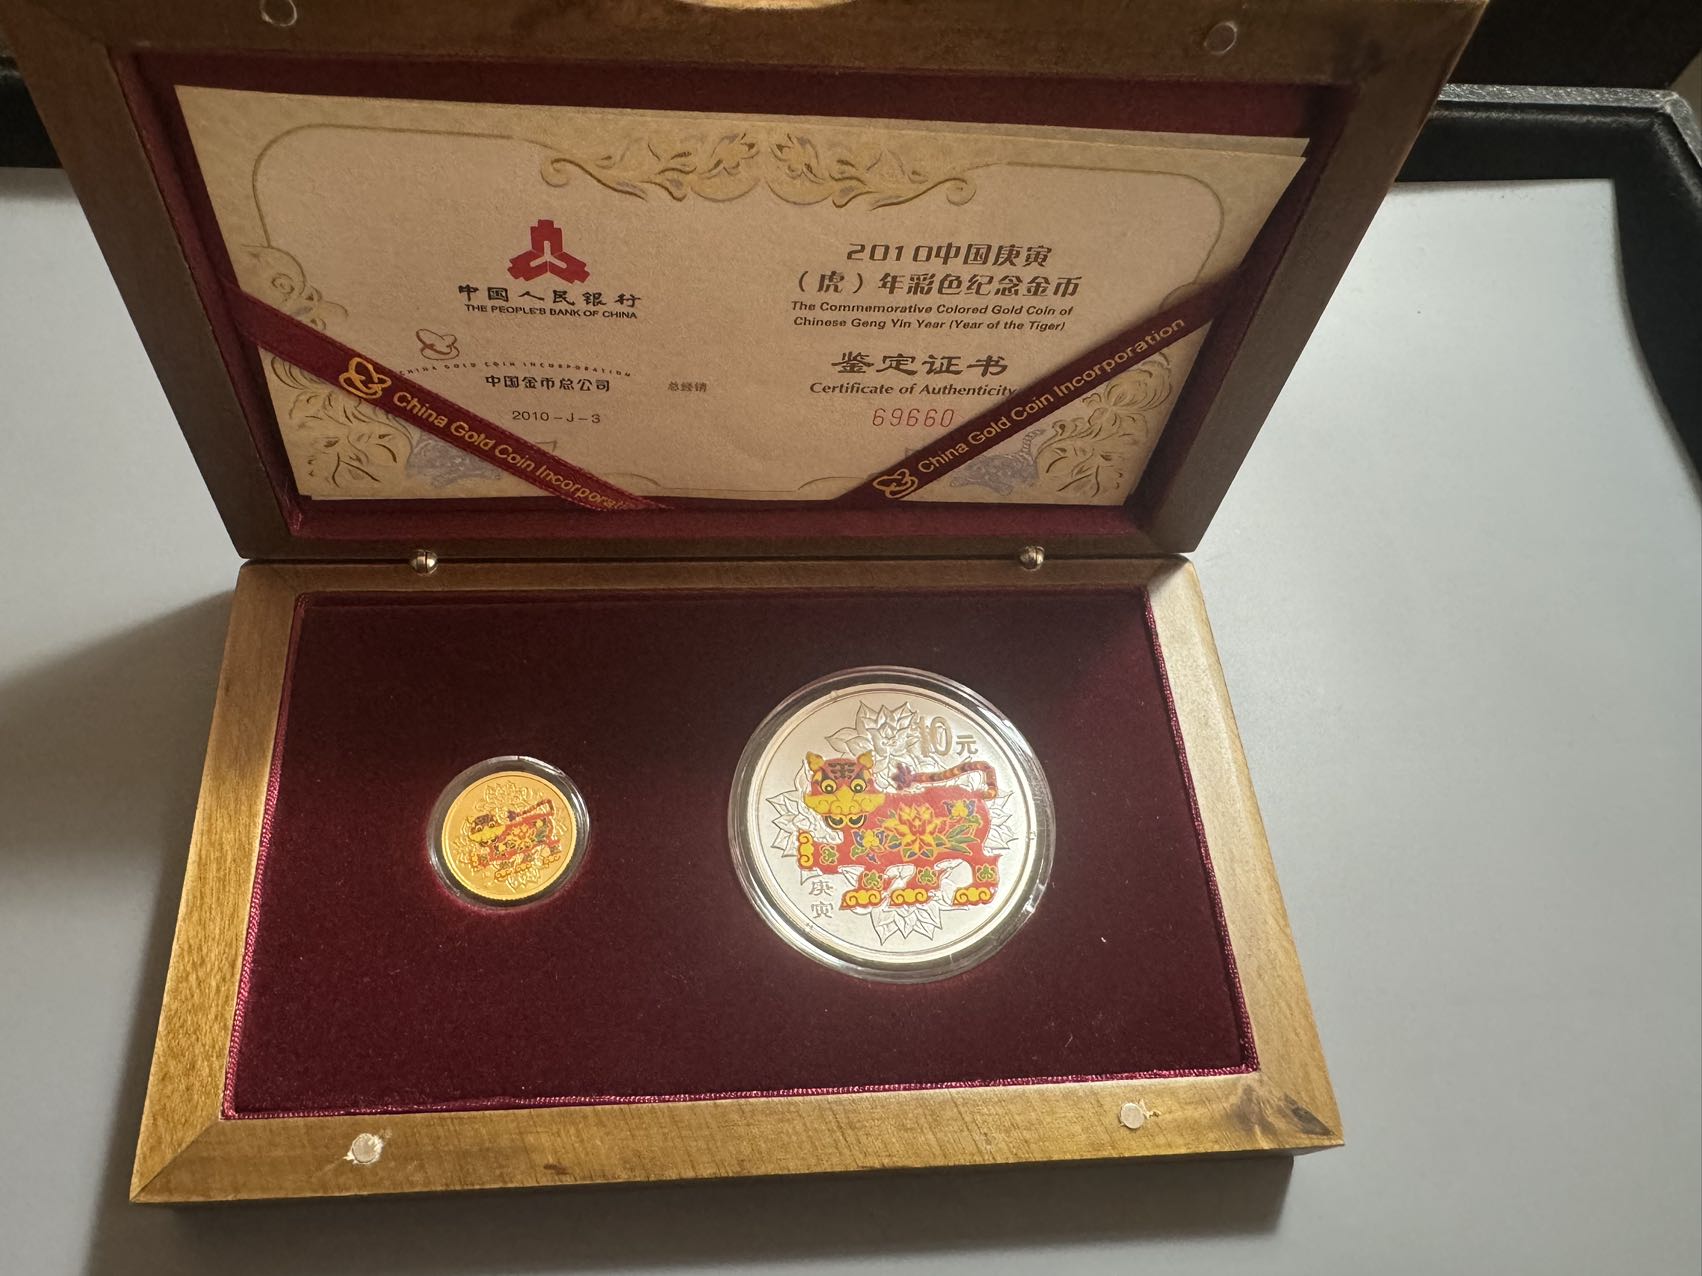 中国人民银行
THE PEOPLE'S BANK OF CHINA
CHINA GOLD COIN INCORPORATION
中国金币总公司
总经销
2010-J-3
2010中国庚寅
（虎）年彩色纪念金币
The Commemorative Colored Gold Coin of
Chinese Geng Yin Year (Year of the Tiger)
鉴定证书
Certificate of Authenticity
69660
China Gold Coin Incorporati
China Gold Coin Incorporation
10元
庚
寅